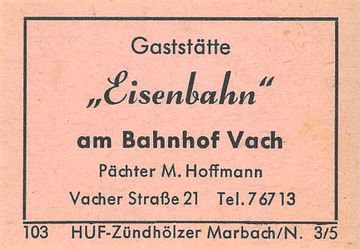 Gaststätte
„Eisenbahn“
am Bahnhof Vach
Pächter M. Hoffmann
Vacher Straße 21 Tel. 76713
103 HUF-Zündhölzer Marbach/N. 3/5